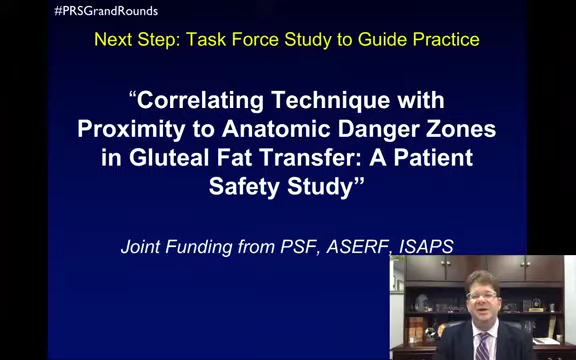 #PRSGrandRounds
Next Step: Task Force Study to Guide Practice
“Correlating Technique with
Proximity to Anatomic Danger Zones
in Gluteal Fat Transfer: A Patient
Safety Study”
Joint Funding from PSF, ASERF, ISAPS